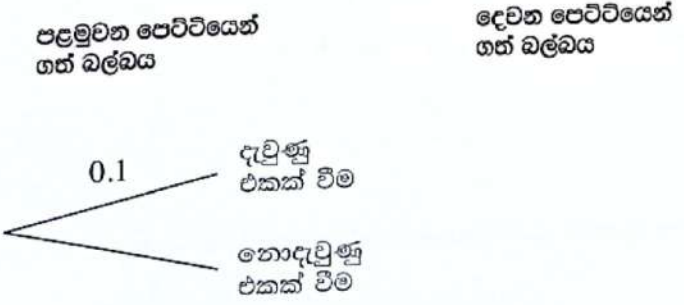 පළමුවන පෙට්ටියෙන්
ගත් බල්බය
දෙවන පෙට්ටියෙන්
ගත් බල්බය
0.1
දැවුණු
එකක් වීම
නොදැවුණු
එකක් වීම